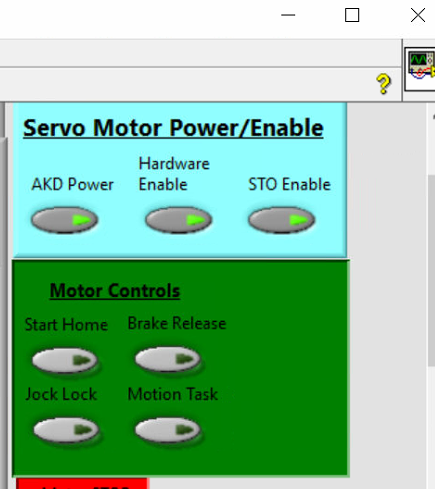 Servo Motor Power/Enable
Hardware
AKD Power Enable STO Enable
Motor Controls
Start Home Brake Release
Jock Lock Motion Task